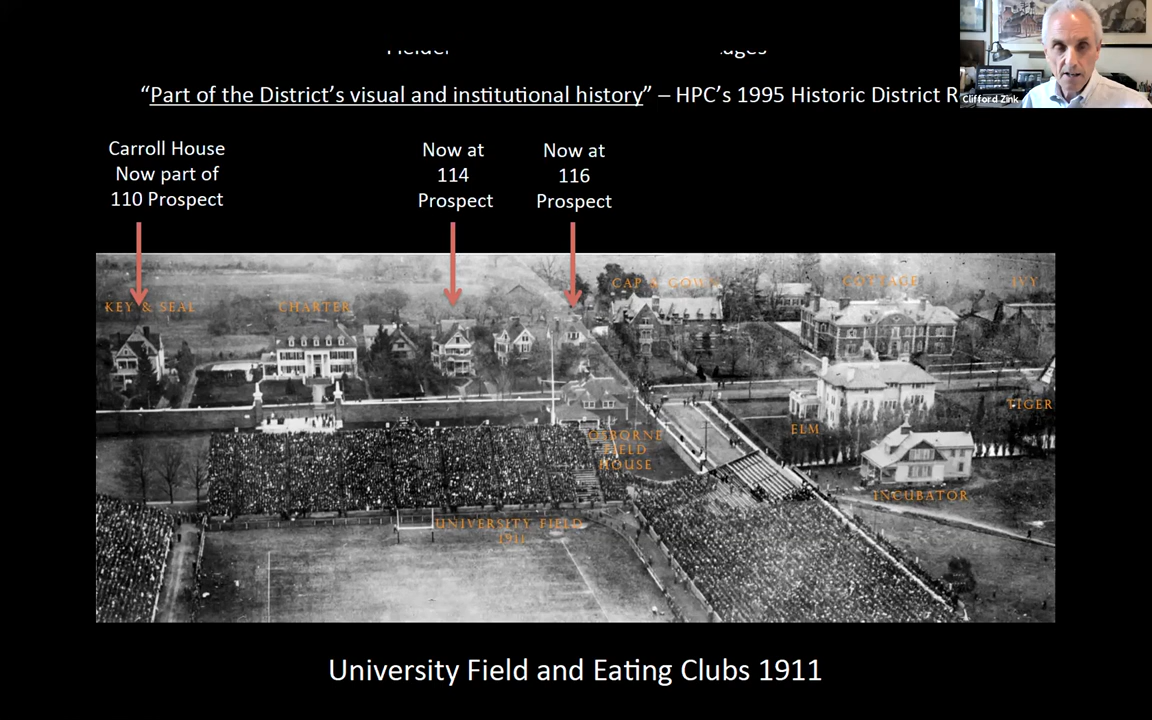 “Part of the District’s visual and institutional history” – HPC’s 1995 Historic District R
Clifford Zink
Carroll House
Now part of
110 Prospect
Now at
114
Prospect
Now at
116
Prospect
KEY & SEAL
CHARTER
CAP & GOWN
COTTAGE
IVY
TIGER
ELM
OSBORNE
FIELD
HOUSE
INCUBATOR
UNIVERSITY FIELD
1911
University Field and Eating Clubs 1911